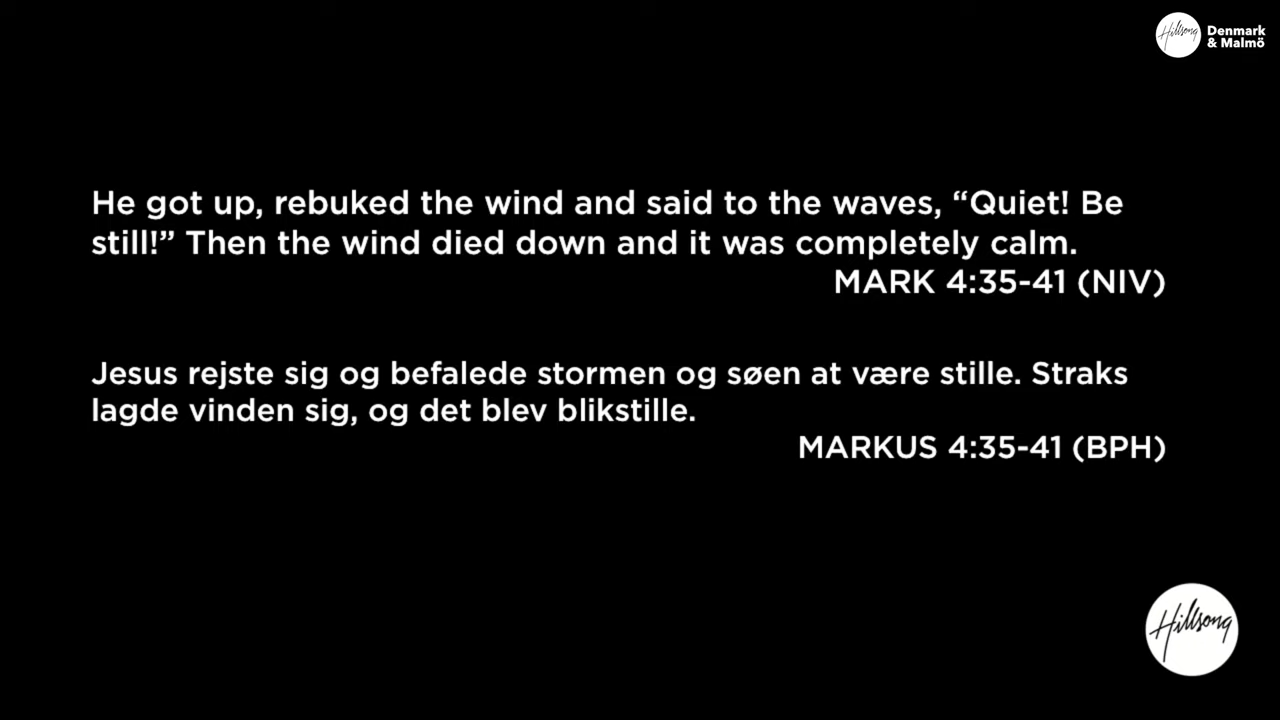 Hillsong
Denmark
& Malmö
He got up, rebuked the wind and said to the waves, “Quiet! Be
still!” Then the wind died down and it was completely calm.
MARK 4:35-41 (NIV)
Jesus rejste sig og befalede stormen og søen at være stille. Straks
lagde vinden sig, og det blev blikstille.
MARKUS 4:35-41 (BPH)
Hillsong